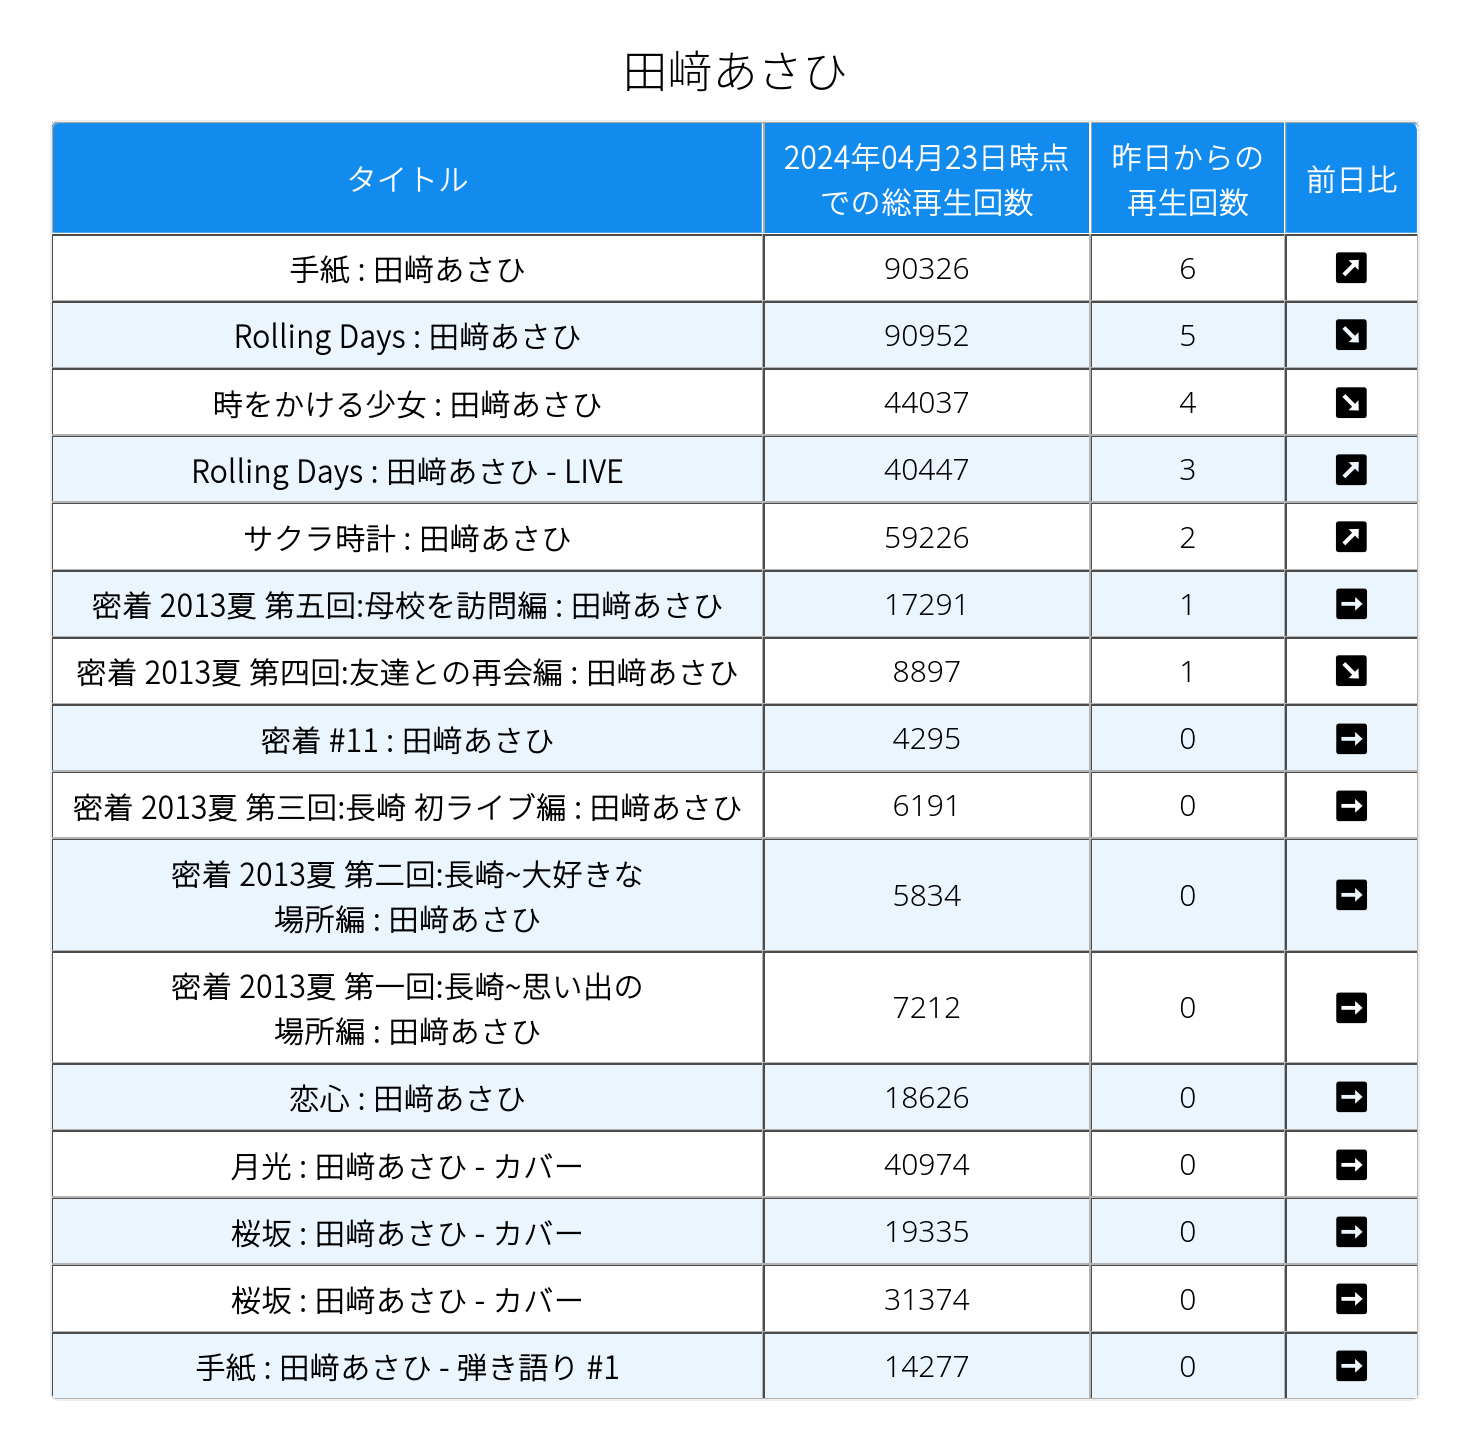 田﨑あさひ
タイトル
2024年04月23日時点
での総再生回数
昨日からの
再生回数
前日比
手紙 : 田﨑あさひ 90326 6 ↗
Rolling Days : 田﨑あさひ 90952 5 ↘
時をかける少女 : 田﨑あさひ 44037 4 ↘
Rolling Days : 田﨑あさひ - LIVE 40447 3 ↗
サクラ時計 : 田﨑あさひ 59226 2 ↗
密着 2013夏 第五回:母校を訪問編 : 田﨑あさひ 17291 1 →
密着 2013夏 第四回:友達との再会編 : 田﨑あさひ 8897 1 ↘
密着 #11 : 田﨑あさひ 4295 0 →
密着 2013夏 第三回:長崎 初ライブ編 : 田﨑あさひ 6191 0 →
密着 2013夏 第二回:長崎~大好きな
場所編 : 田﨑あさひ 5834 0 →
密着 2013夏 第一回:長崎~思い出の
場所編 : 田﨑あさひ 7212 0 →
恋心 : 田﨑あさひ 18626 0 →
月光 : 田﨑あさひ - カバー 40974 0 →
桜坂 : 田﨑あさひ - カバー 19335 0 →
桜坂 : 田﨑あさひ - カバー 31374 0 →
手紙 : 田﨑あさひ - 弾き語り #1 14277 0 →